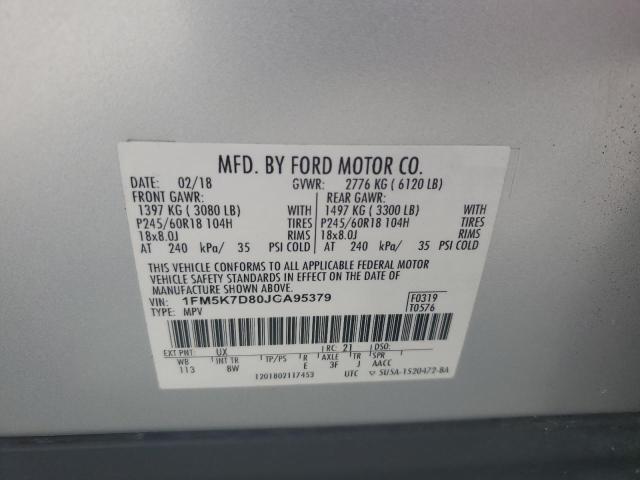 MFD. BY FORD MOTOR CO.
DATE: 02/18 GVWR: 2776 KG ( 6120 LB)
FRONT GAWR: REAR GAWR:
1397 KG ( 3080 LB) WITH 1497 KG ( 3300 LB) WITH
P245/60R18 104H TIRES P245/60R18 104H TIRES
18x8.0J RIMS 18x8.0J RIMS
AT 240 kPa/ 35 PSI COLD AT 240 kPa/ 35 PSI COLD
THIS VEHICLE CONFORMS TO ALL APPLICABLE FEDERAL MOTOR
VEHICLE SAFETY STANDARDS IN EFFECT ON THE DATE OF
MANUFACTURE SHOWN ABOVE.
VIN: 1FM5K7D80JCA95379 F0319
TYPE: MPV T0576
EXT PNT: UX RC: 21 DSO:
WB INT TR TP/PS R AXLE TR SPR
113 8W E 3F J AACC
1201802117453 UTC 5USA-1520472-BA